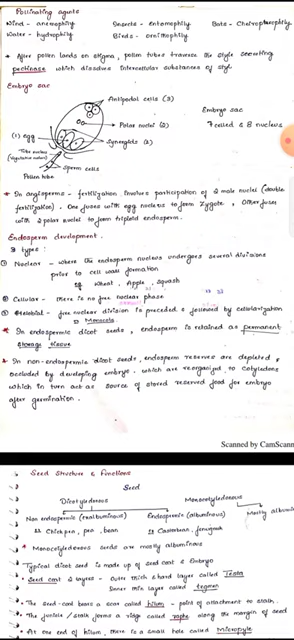 Pollinating agents
Wind - anemophily Insects - entomophily Bats - Cheiropterophily
Water - hydrophily Birds - ornithophily
* After pollen lands on stigma, pollen tube traverse the style secreting
pectinase which dissolves intercellular substances of style
Embryo sac
Antipodal cells (3)
Embryo sac
Polar nuclei (2)
7 celled & 8 nucleus
(1) egg
Synergids (2)
Tube nucleus
(Vegetative nucleus)
Sperm cells
Pollen tube
* In angiosperms - fertilization involves participation of 2 male nuclei (double
fertilization). One fuses with egg nucleus to form Zygote, Other fuses
with 2 polar nuclei to form triploid endosperm.
Endosperm development.
3 types :
① Nuclear - where the endosperm nucleus undergoes several divisions
prior to cell wall formation
Wheat, Apple, Squash
② Cellular - there is no free nuclear phase
③ Helobial - free nuclear division is preceded & followed by cellularization
Monocots
* In endospermic dicot seeds, endosperm is retained as permanent
storage tissue
* In non-endospermic dicot seeds, endosperm reserves are depleted &
occluded by developing embryo. which are reorganized to cotyledons
which in turn act as source of stored reserved food for embryo
after germination.
Scanned by CamScann
Seed Structure & Functions
Seed
Dicotyledonous Monocotyledonous
Non endospermic (exalbuminous) Endospermic (albuminous) Mostly albumi
Chickpea, pea, bean Castorbean, fenugreek
* Monocotyledonous seeds are mostly albuminous
Typical dicot seed is made up of seed coat & Embryo
Seed coat 2 layers - outer thick & hard layer called Testa
Inner thin layer called tegmen
The seed-coat bears a scar called hilum - point of attachment to stalk.
The funicle / stalk forms a ridge called raphe along the margin of seed
At one end of hilum, there is a small hole called Micropyle